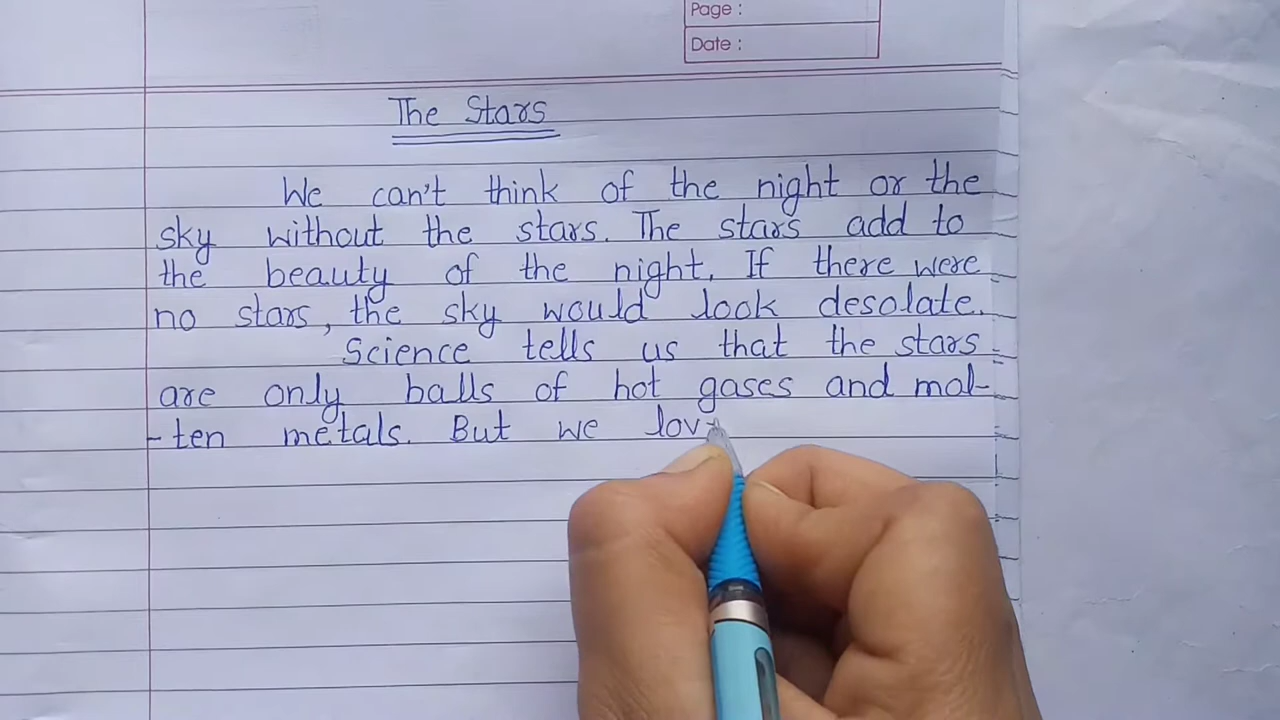 Page :
Date :
The Stars
We can't think of the night or the
sky without the stars. The stars add to
the beauty of the night. If there were
no stars, the sky would look desolate.
Science tells us that the stars
are only balls of hot gases and mol-
-ten metals. But we lov